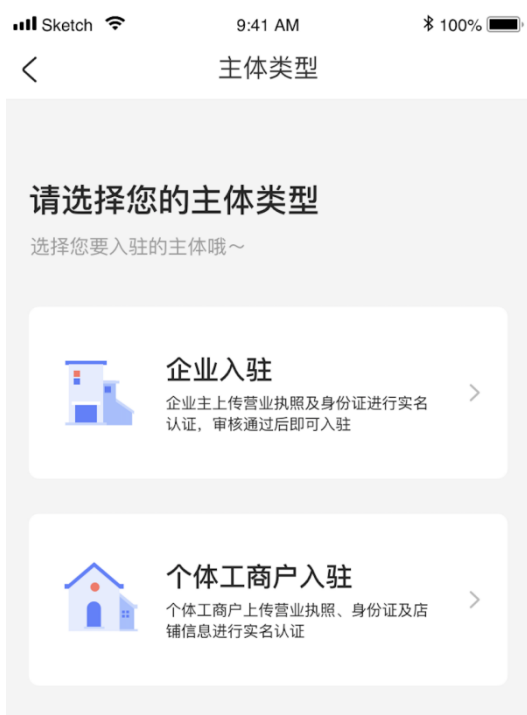 Sketch 9:41 AM 100%
主体类型
请选择您的主体类型
选择您要入驻的主体哦～
企业入驻
企业主上传营业执照及身份证进行实名
认证，审核通过后即可入驻
个体工商户入驻
个体工商户上传营业执照、身份证及店
铺信息进行实名认证